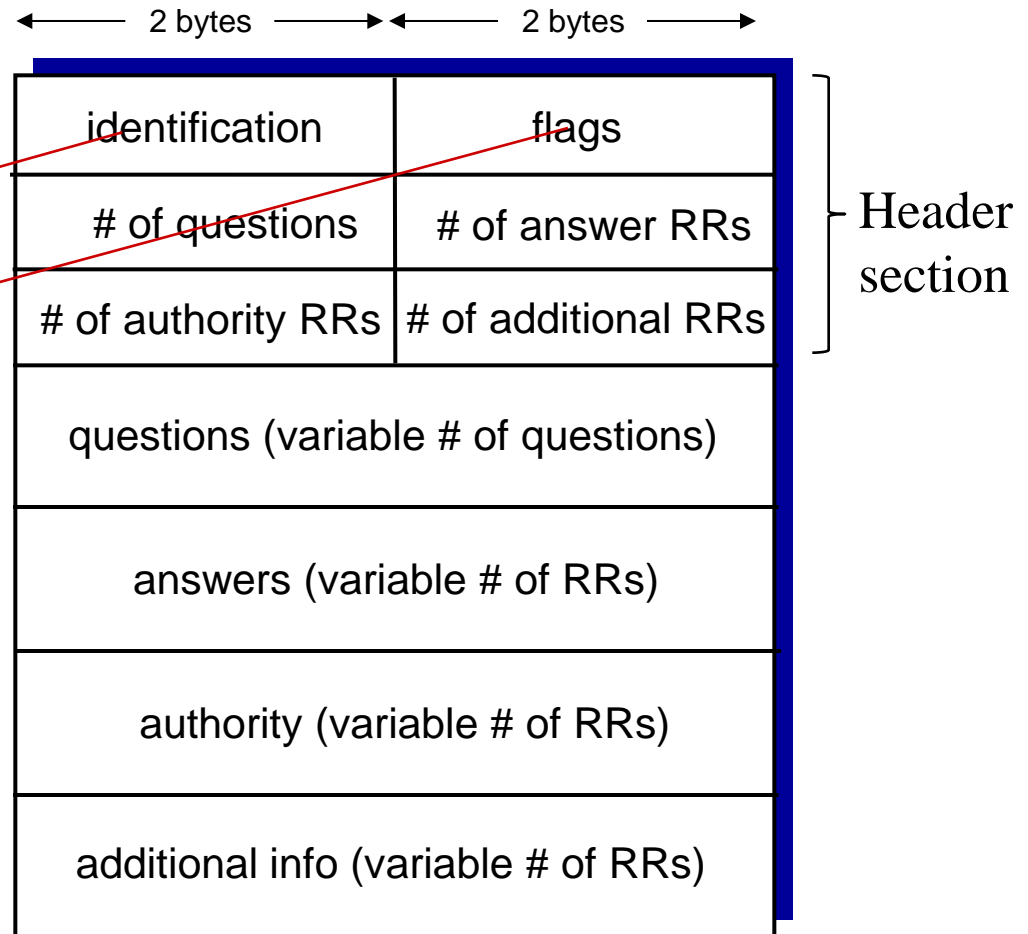 2 bytes 2 bytes
identification flags
# of questions # of answer RRs
Header
section
# of authority RRs # of additional RRs
questions (variable # of questions)
answers (variable # of RRs)
authority (variable # of RRs)
additional info (variable # of RRs)